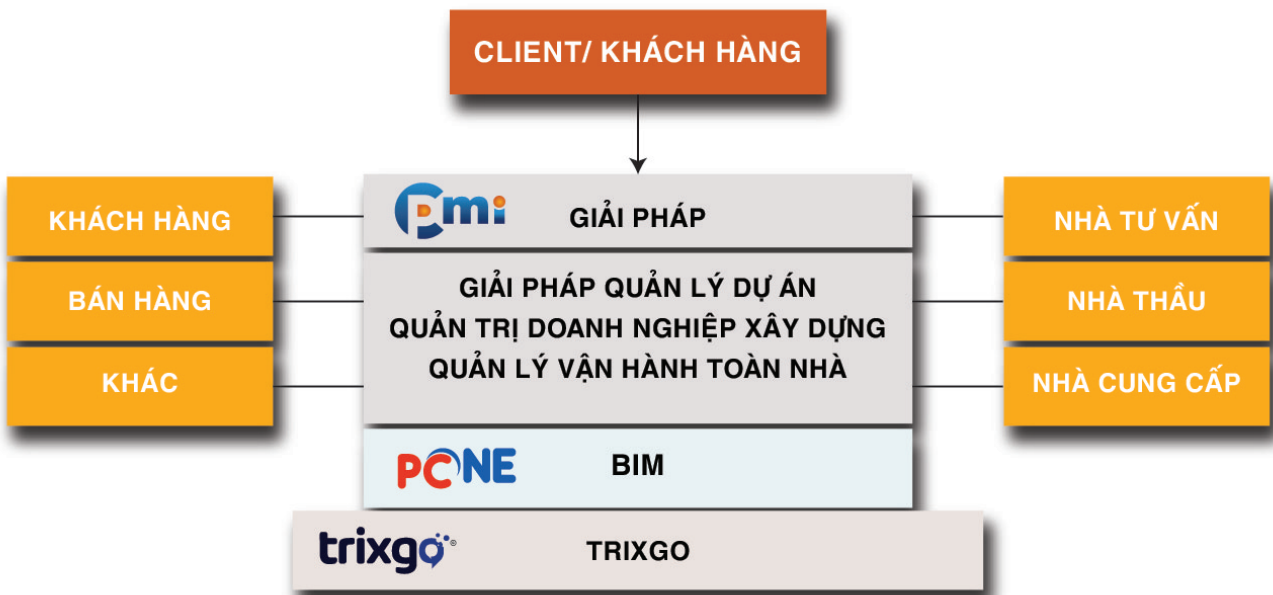 CLIENT/ KHÁCH HÀNG
KHÁCH HÀNG
BÁN HÀNG
KHÁC
Pmi GIẢI PHÁP
GIẢI PHÁP QUẢN LÝ DỰ ÁN
QUẢN TRỊ DOANH NGHIỆP XÂY DỰNG
QUẢN LÝ VẬN HÀNH TOÀN NHÀ
PCNE BIM
trixgo© TRIXGO
NHÀ TƯ VẤN
NHÀ THẦU
NHÀ CUNG CẤP